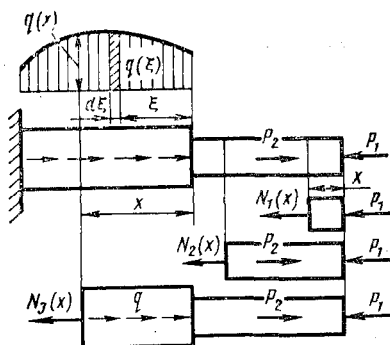 q(x)
q(ξ)
dξ
ξ
P₂
P₁
x
N₁(x)
P₁
x
N₂(x)
P₂
P₁
N₃(x)
q
P₂
P₁